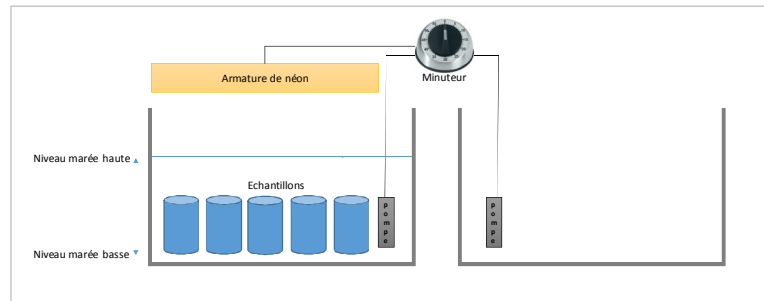 Armature de néon
Minuteur
Niveau marée haute
Echantillons
pompe
pompe
Niveau marée basse